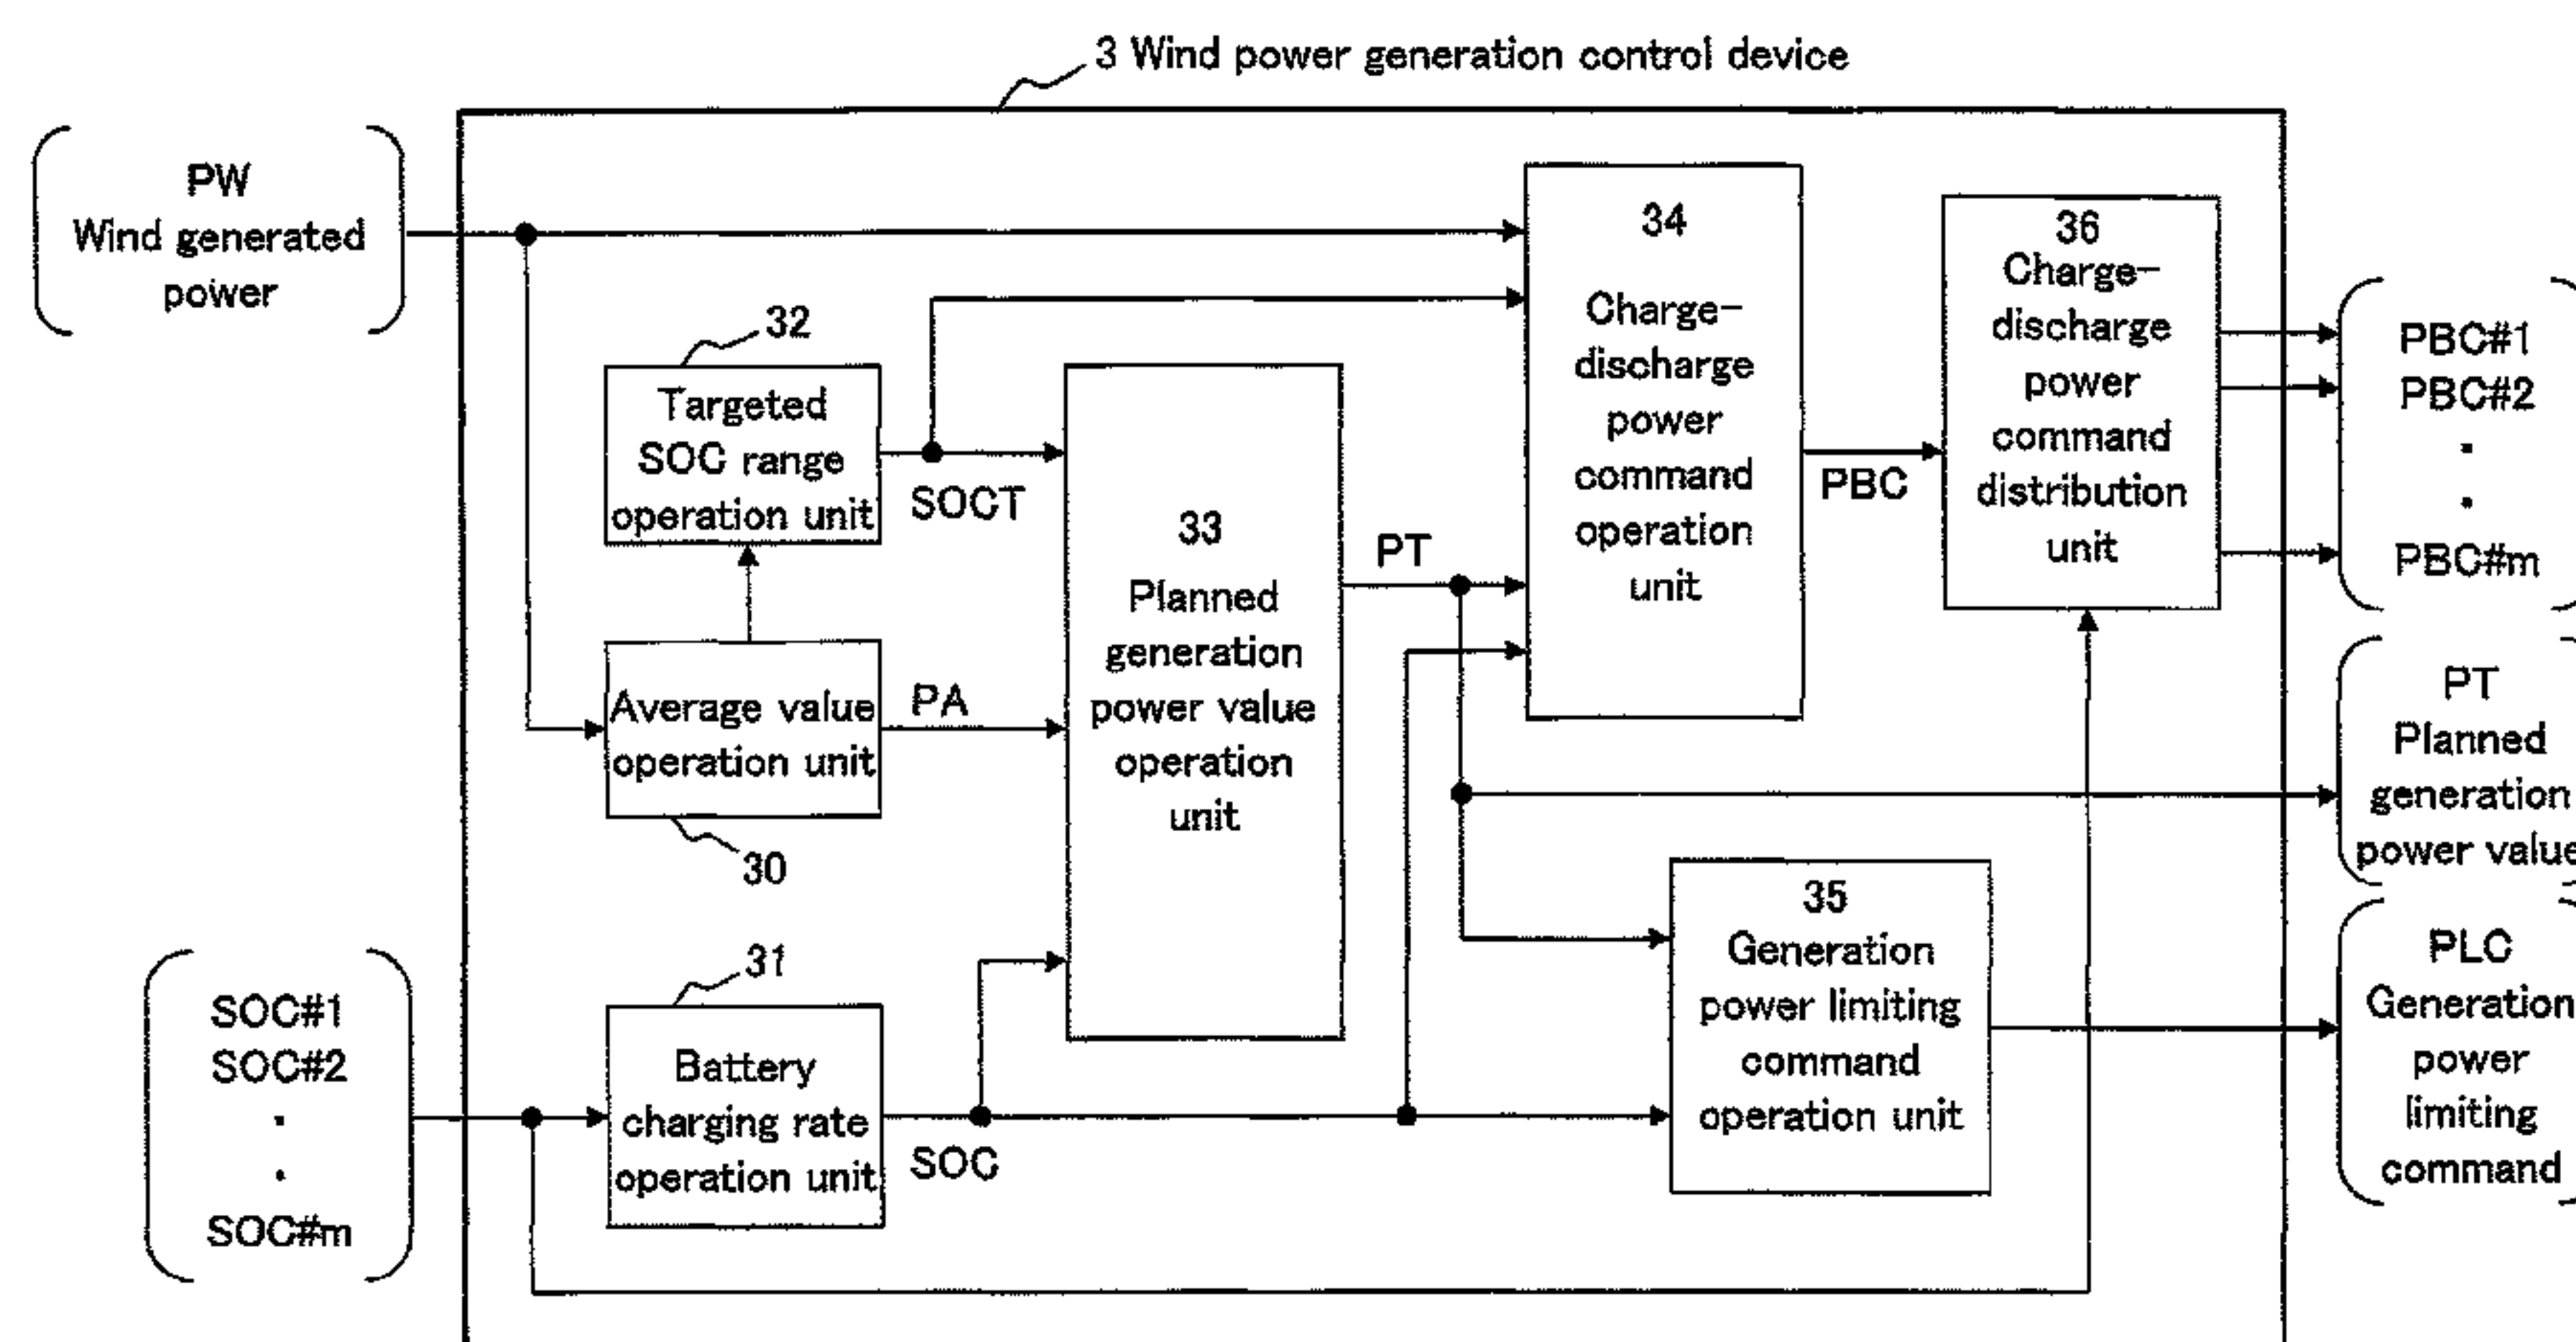 3 Wind power generation control device
PW
Wind generated
power
32
Targeted
SOC range
operation unit
SOCT
Average value
operation unit
PA
30
SOC#1
SOC#2
.
.
SOC#m
31
Battery
charging rate
operation unit
SOC
33
Planned
generation
power value
operation
unit
PT
34
Charge-
discharge
power
command
operation
unit
PBC
35
Generation
power limiting
command
operation unit
36
Charge-
discharge
power
command
distribution
unit
PBC#1
PBC#2
.
.
PBC#m
PT
Planned
generation
power value
PLC
Generation
power
limiting
command